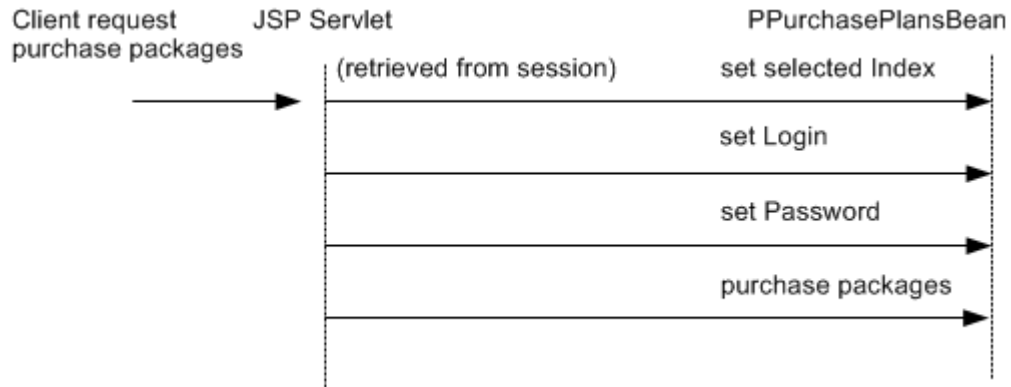 Client request
purchase packages
JSP Servlet
PPurchasePlansBean
(retrieved from session)
set selected Index
set Login
set Password
purchase packages